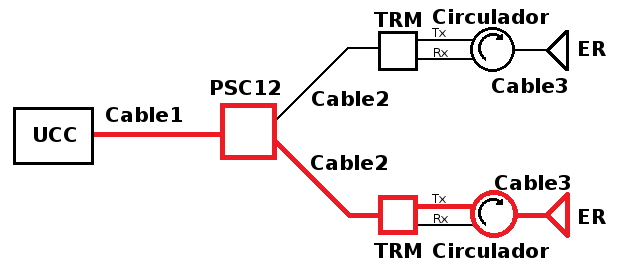 TRM Circulador
Tx
Rx
ER
Cable3
PSC12
Cable2
Cable1
UCC
Cable2
Cable3
Tx
Rx
ER
TRM Circulador